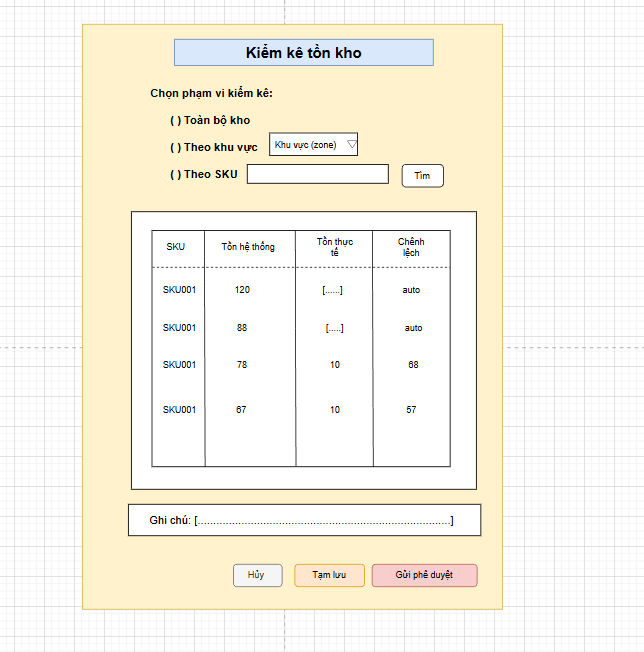 Kiểm kê tồn kho
Chọn phạm vi kiểm kê:
( ) Toàn bộ kho
( ) Theo khu vực Khu vực (zone)
( ) Theo SKU Tìm
SKU Tồn hệ thống Tồn thực tế Chênh lệch
SKU001 120 [......] auto
SKU001 88 [.....] auto
SKU001 78 10 68
SKU001 67 10 57
Ghi chú: [.................................................................................]
Hủy Tạm lưu Gửi phê duyệt